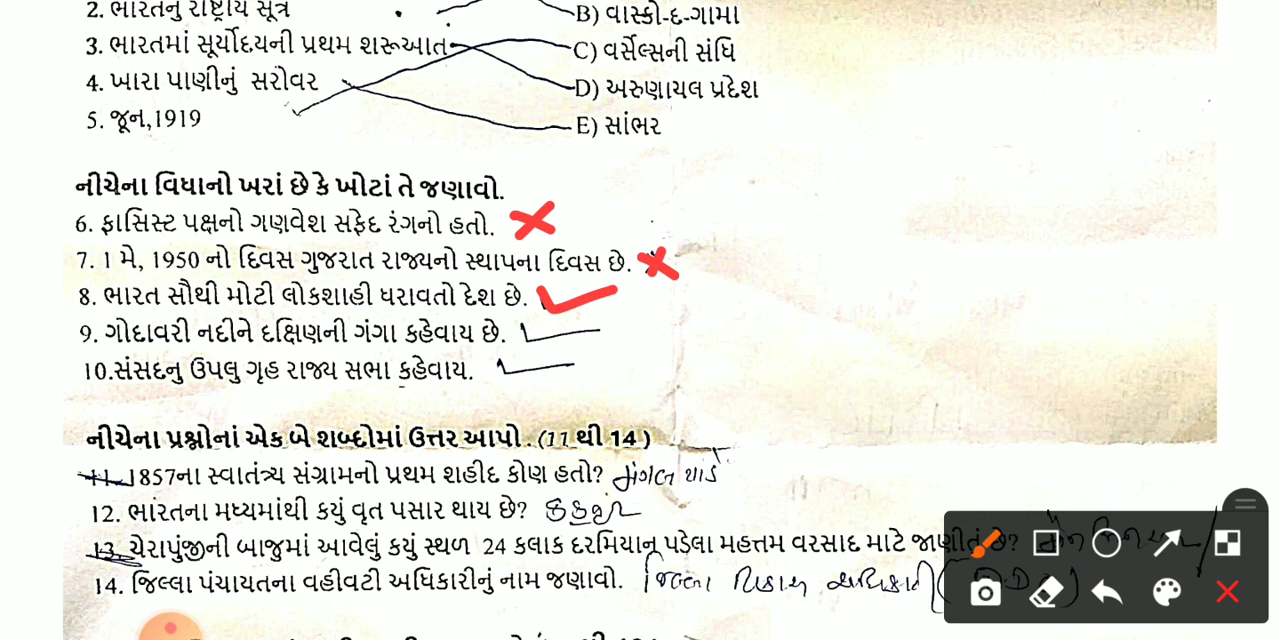 2. ભારતનું રાષ્ટ્રીય સૂત્ર
B) વાસ્કો-દ-ગામા
3. ભારતમાં સૂર્યોદયની પ્રથમ શરૂઆત
C) વર્સેલ્સની સંધિ
4. ખારા પાણીનું સરોવર
D) અરુણાચલ પ્રદેશ
5. જૂન,1919
E) સાંભર
નીચેના વિધાનો ખરાં છે કે ખોટાં તે જણાવો.
6. ફાસિસ્ટ પક્ષનો ગણવેશ સફેદ રંગનો હતો.
7. 1 મે, 1950 નો દિવસ ગુજરાત રાજ્યનો સ્થાપના દિવસ છે.
8. ભારત સૌથી મોટી લોકશાહી ધરાવતો દેશ છે.
9. ગોદાવરી નદીને દક્ષિણની ગંગા કહેવાય છે.
10.સંસદનુ ઉપલુ ગૃહ રાજ્ય સભા કહેવાય.
નીચેના પ્રશ્નોનાં એક બે શબ્દોમાં ઉત્તર આપો . (11 થી 14 )
11. 1857ના સ્વાતંત્ર્ય સંગ્રામનો પ્રથમ શહીદ કોણ હતો? મંગલ પાંડે
12. ભારતના મધ્યમાંથી કયું વૃત પસાર થાય છે? કર્કવૃત્ત
13. ચેરાપુંજીની બાજુમાં આવેલું કયું સ્થળ 24 કલાક દરમિયાન પડેલા મહત્તમ વરસાદ માટે જાણીતું છે?
14. જિલ્લા પંચાયતના વહીવટી અધિકારીનું નામ જણાવો. જિલ્લા વિકાસ અધિકારી